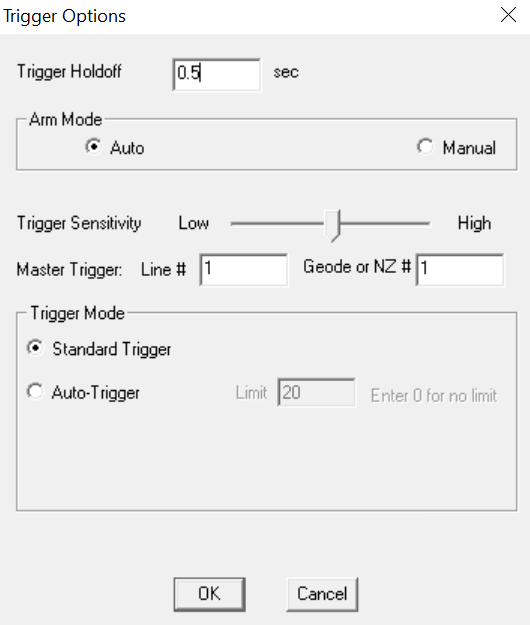 Trigger Options
Trigger Holdoff 0.5 sec
Arm Mode
Auto Manual
Trigger Sensitivity Low High
Master Trigger: Line # 1 Geode or NZ # 1
Trigger Mode
Standard Trigger
Auto-Trigger Limit 20 Enter 0 for no limit
OK Cancel